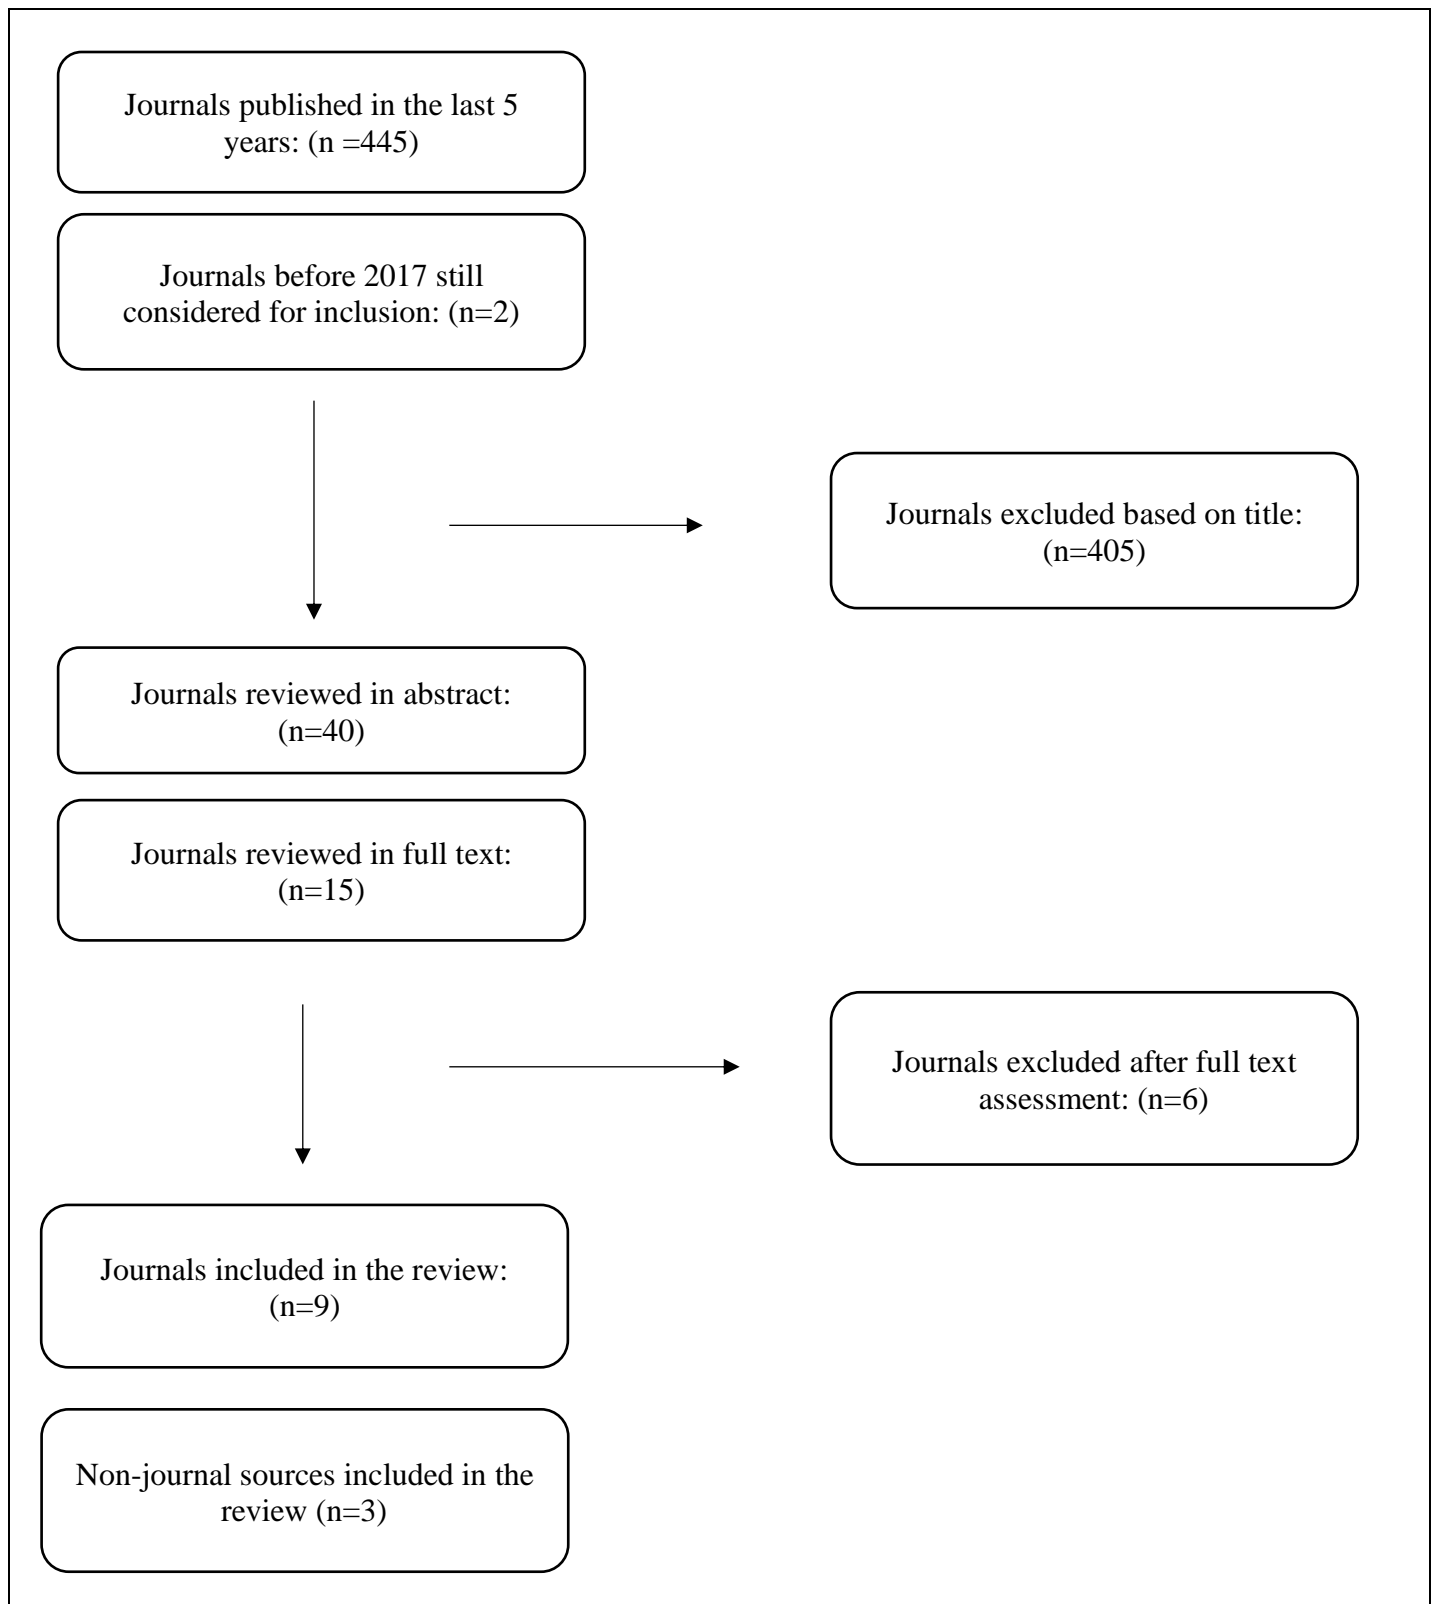 Journals published in the last 5
years: (n =445)
Journals before 2017 still
considered for inclusion: (n=2)
Journals excluded based on title:
(n=405)
Journals reviewed in abstract:
(n=40)
Journals reviewed in full text:
(n=15)
Journals excluded after full text
assessment: (n=6)
Journals included in the review:
(n=9)
Non-journal sources included in the
review (n=3)